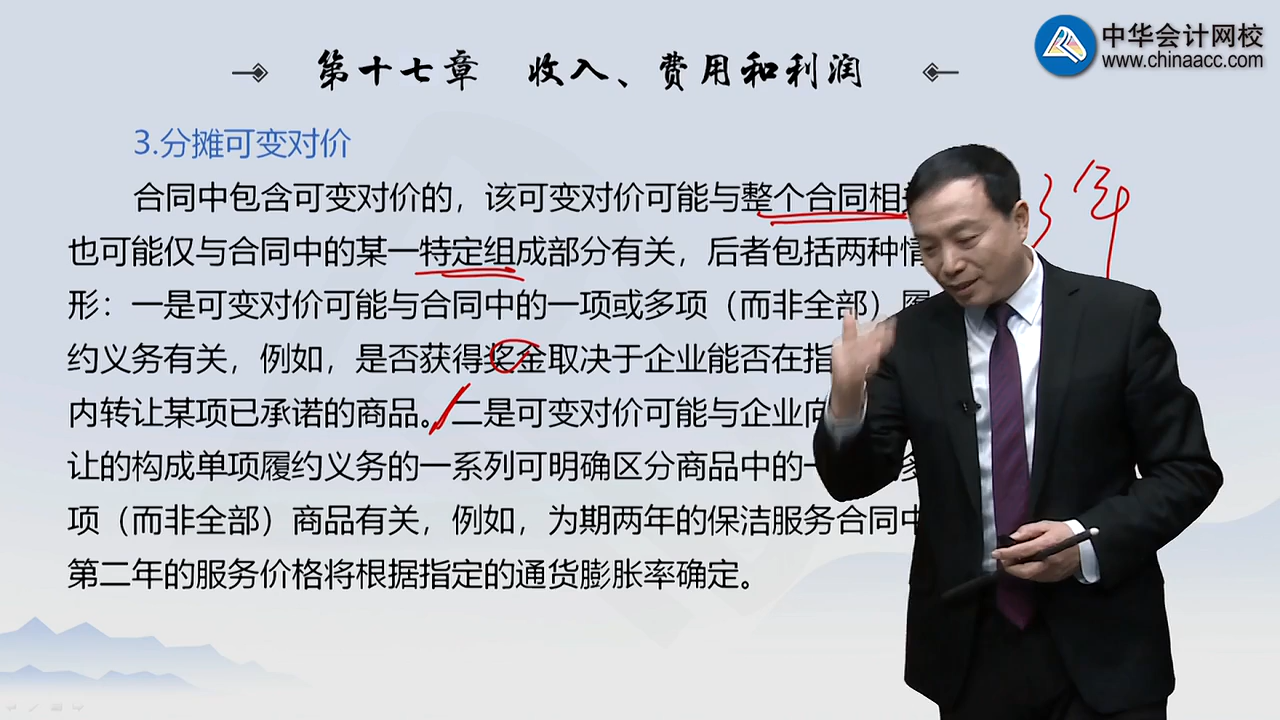 中华会计网校
www.chinaacc.com
第十七章 收入、费用和利润
3.分摊可变对价
合同中包含可变对价的，该可变对价可能与整个合同相
3年
也可能仅与合同中的某一特定组成部分有关，后者包括两种情
形：一是可变对价可能与合同中的一项或多项（而非全部）
约义务有关，例如，是否获得奖金取决于企业能否在指
内转让某项已承诺的商品。二是可变对价可能与企业向
让的构成单项履约义务的一系列可明确区分商品中的一
项（而非全部）商品有关，例如，为期两年的保洁服务合同中
第二年的服务价格将根据指定的通货膨胀率确定。